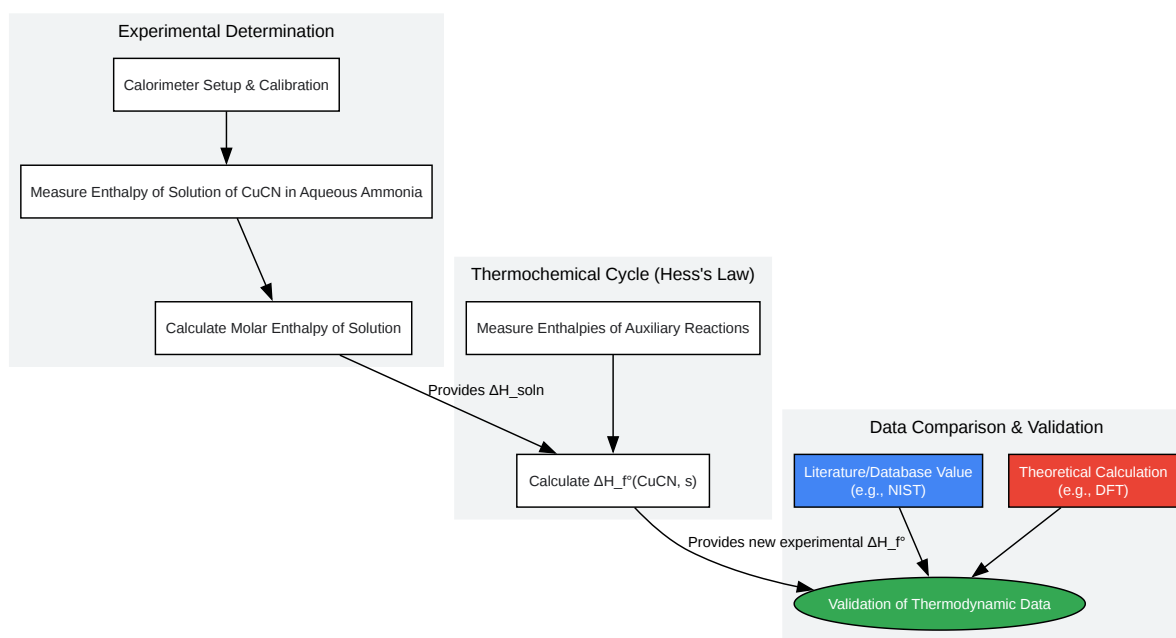 Experimental Determination
Calorimeter Setup & Calibration
Measure Enthalpy of Solution of CuCN in Aqueous Ammonia
Calculate Molar Enthalpy of Solution
Provides ΔH_soln
Thermochemical Cycle (Hess's Law)
Measure Enthalpies of Auxiliary Reactions
Calculate ΔH_f°(CuCN, s)
Provides new experimental ΔH_f°
Data Comparison & Validation
Literature/Database Value
(e.g., NIST)
Theoretical Calculation
(e.g., DFT)
Validation of Thermodynamic Data